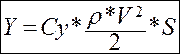 Y = Cy * ρ * V² / 2 * S